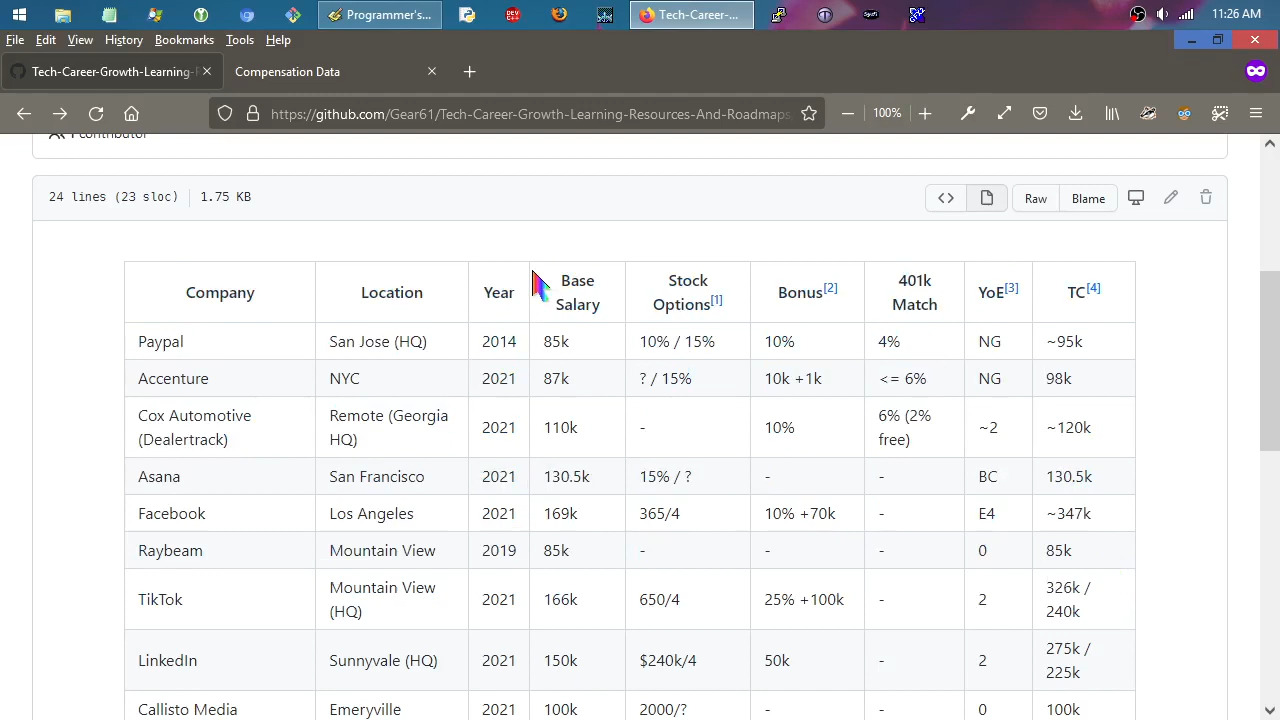 Programmer's...
Tech-Career-...
11:26 AM
File Edit View History Bookmarks Tools Help
Tech-Career-Growth-Learning-
Compensation Data
https://github.com/Gear61/Tech-Career-Growth-Learning-Resources-And-Roadmaps
100%
1 contributor
24 lines (23 sloc) 1.75 KB
Raw Blame
Company Location Year Base Salary Stock Options[1] Bonus[2] 401k Match YoE[3] TC[4]
Paypal San Jose (HQ) 2014 85k 10% / 15% 10% 4% NG ~95k
Accenture NYC 2021 87k ? / 15% 10k +1k <= 6% NG 98k
Cox Automotive (Dealertrack) Remote (Georgia HQ) 2021 110k - 10% 6% (2% free) ~2 ~120k
Asana San Francisco 2021 130.5k 15% / ? - - BC 130.5k
Facebook Los Angeles 2021 169k 365/4 10% +70k - E4 ~347k
Raybeam Mountain View 2019 85k - - - 0 85k
TikTok Mountain View (HQ) 2021 166k 650/4 25% +100k - 2 326k / 240k
LinkedIn Sunnyvale (HQ) 2021 150k $240k/4 50k - 2 275k / 225k
Callisto Media Emeryville 2021 100k 2000/? - - 0 100k